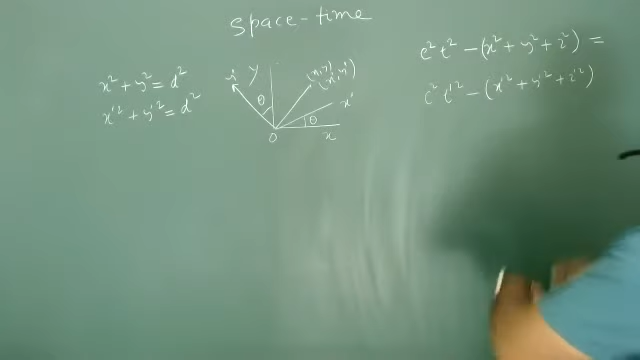 Space-time
x² + y² = d²
x'² + y'² = d²
y
θ
(x,y)
(x',y')
x'
θ
O
x
c²t² - (x² + y² + z²) =
c²t'² - (x'² + y'² + z'²)